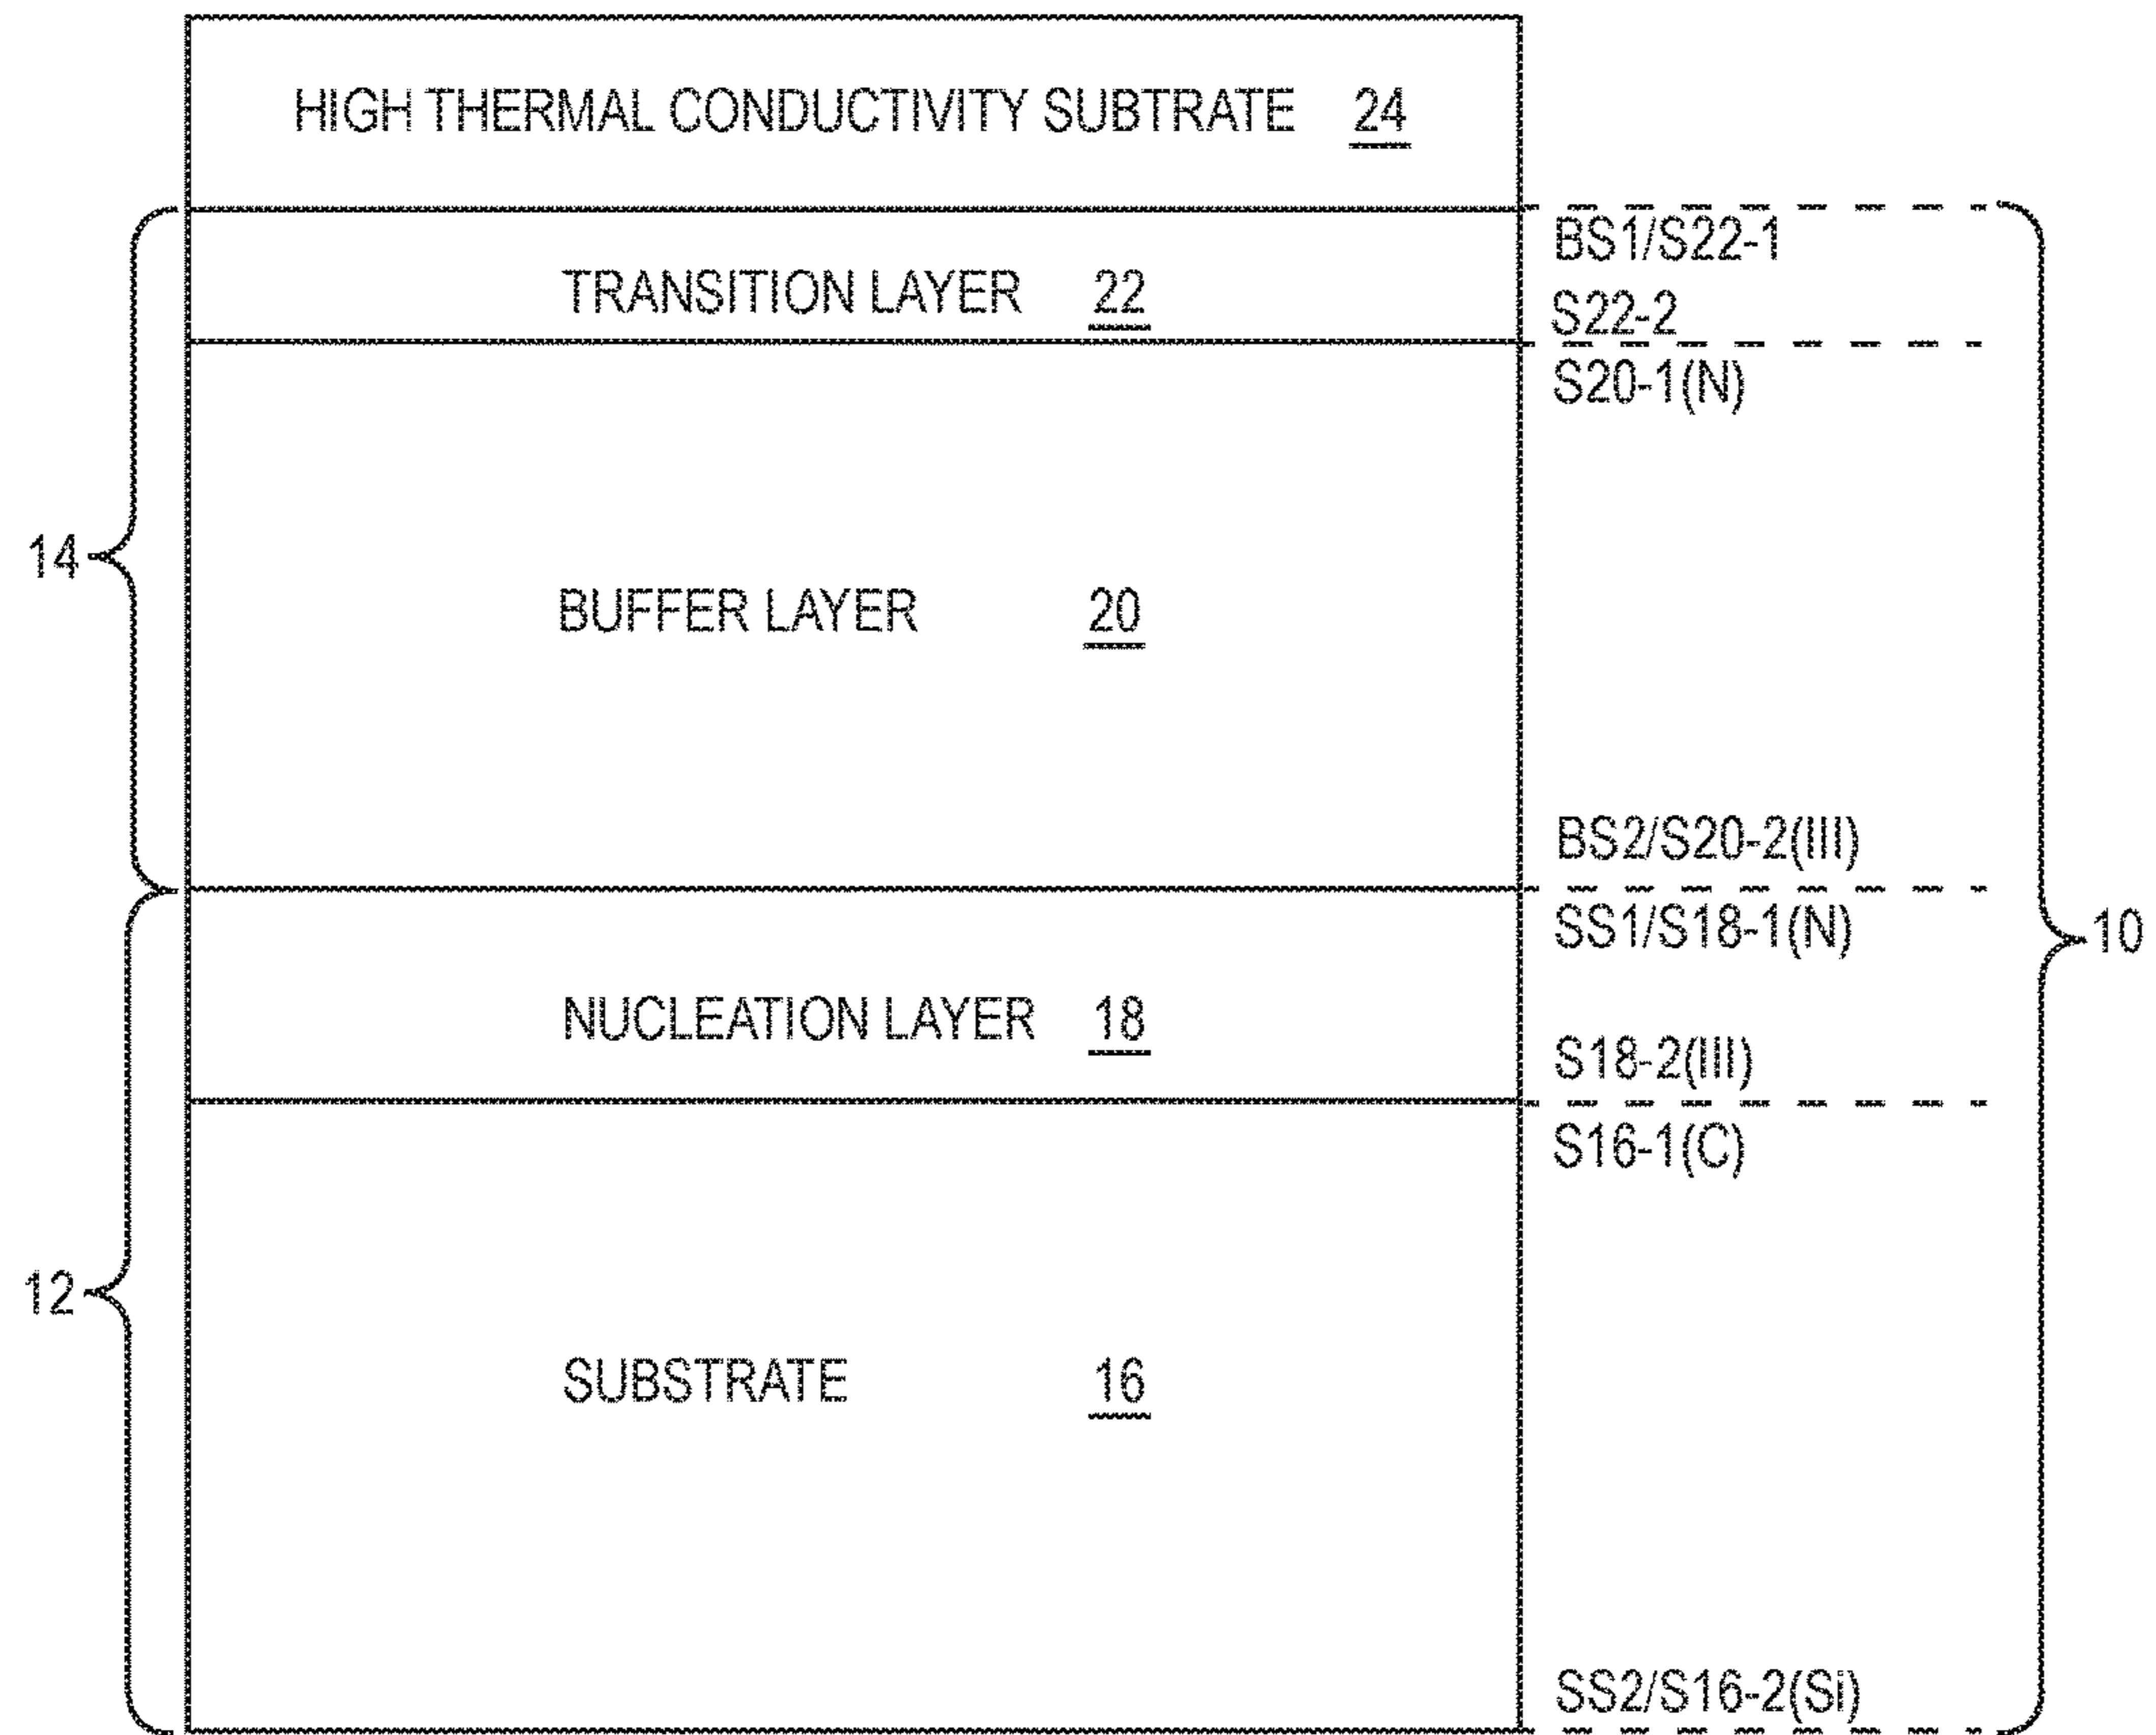 HIGH THERMAL CONDUCTIVITY SUBTRATE 24
BS1/S22-1
TRANSITION LAYER 22
S22-2
S20-1(N)
14
BUFFER LAYER 20
BS2/S20-2(III)
SS1/S18-1(N)
10
NUCLEATION LAYER 18
S18-2(III)
S16-1(C)
12
SUBSTRATE 16
SS2/S16-2(Si)